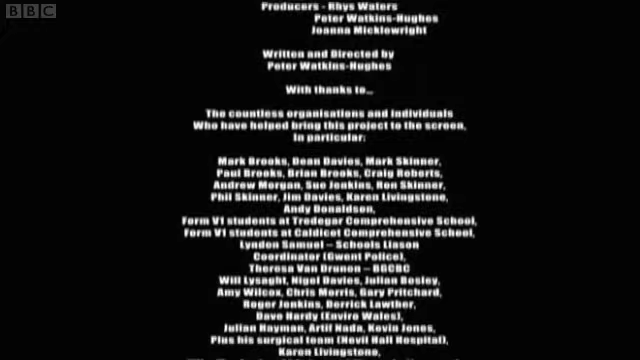 BBC
Producers - Rhys Waters
Peter Watkins-Hughes
Joanna Micklewright
Written and Directed by
Peter Watkins-Hughes
With thanks to...
The countless organisations and individuals
Who have helped bring this project to the screen,
In particular:
Mark Brooks, Dean Davies, Mark Skinner,
Paul Brooks, Brian Brooks, Craig Roberts,
Andrew Morgan, Sue Jenkins, Ron Skinner,
Phil Skinner, Jim Davies, Karen Livingstone,
Andy Donaldson,
Form V1 students at Tredegar Comprehensive School,
Form V1 students at Caldicot Comprehensive School,
Lynden Samuel – Schools Liason
Coordinator (Gwent Police),
Theresa Van Drunen – BGCBC
Will Lysaght, Nigel Davies, Julian Bosley,
Amy Wilcox, Chris Morris, Gary Pritchard,
Roger Jenkins, Derrick Lawther,
Dave Hardy (Enviro Wales),
Julian Hayman, Artif Nada, Kevin Jones,
Plus his surgical team (Nevil Hall Hospital),
Karen Livingstone,